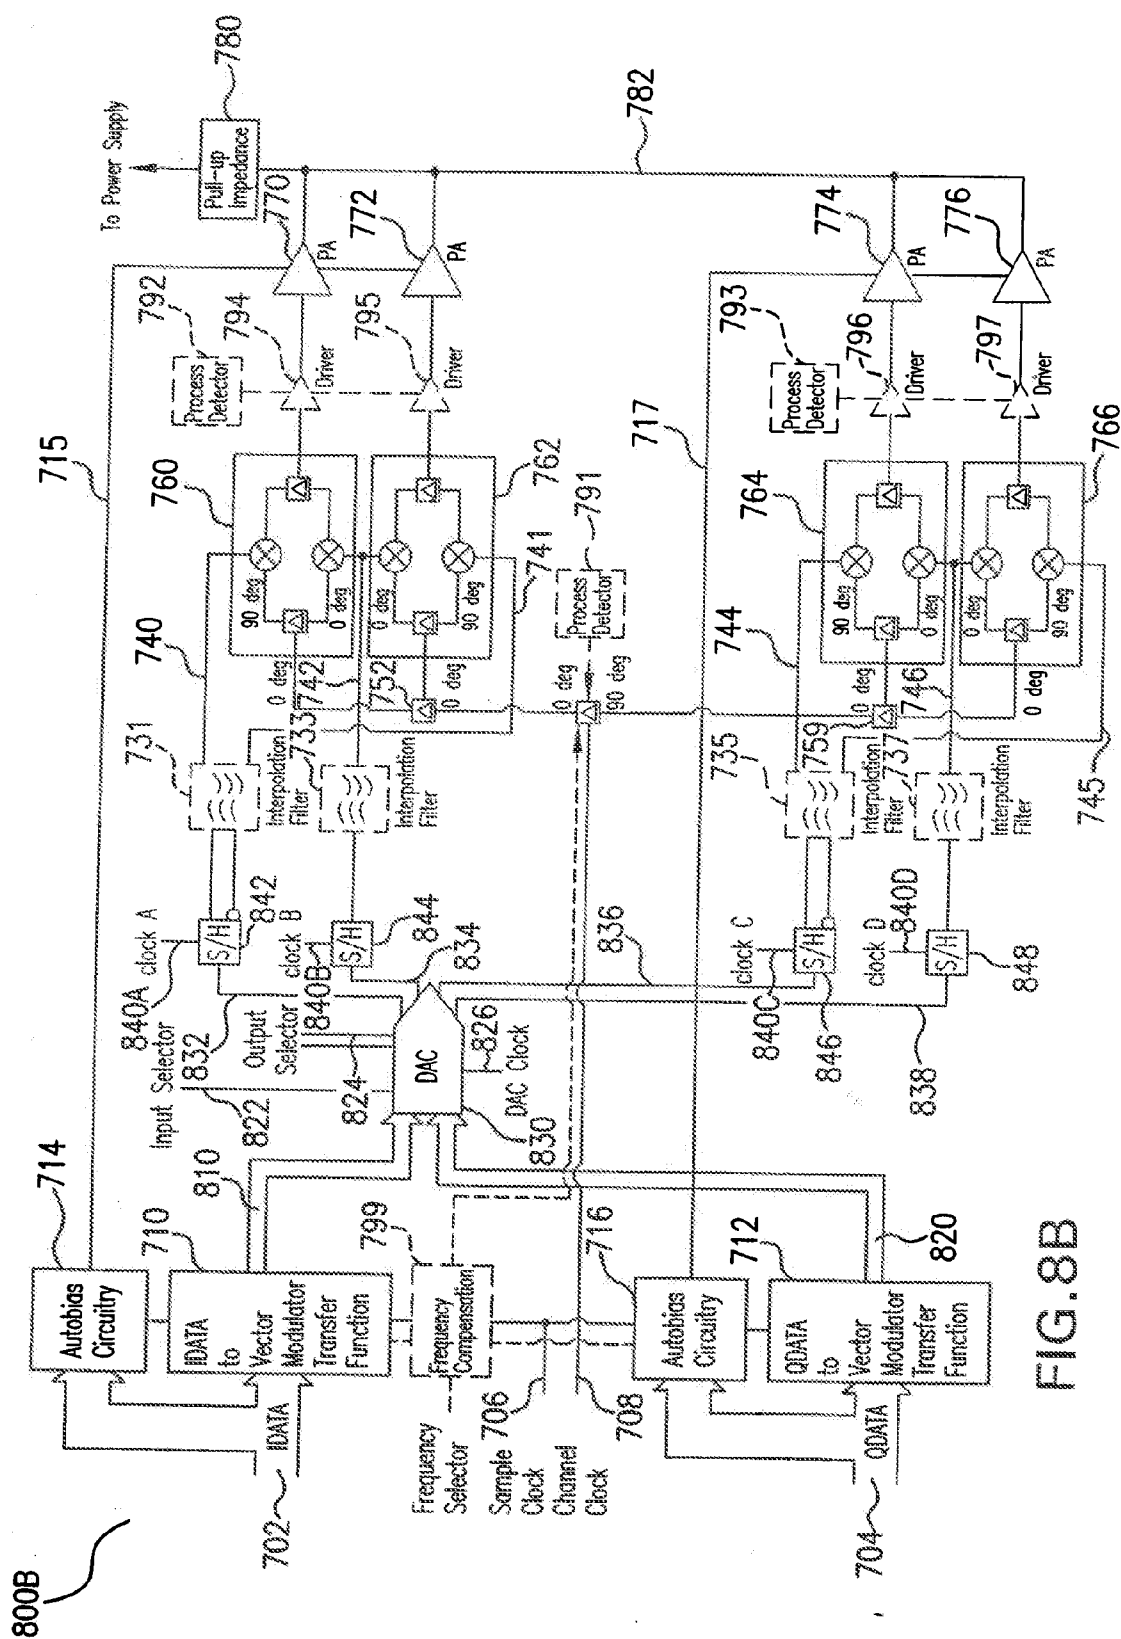 800B
702
IDATA
Autobias
Circuitry
714
715
IDATA
to
Vector
Modulator
Transfer
Function
710
810
Input
Selector
822
Output
Selector
824
832
840A
clock A
S/H
842
clock B
840B
S/H
844
834
DAC
830
DAC Clock
826
731
Interpolation
Filter
733
Interpolation
Filter
740
742
741
760
90 deg
0 deg
762
0 deg
90 deg
0 deg
752
0 deg
Process
Detector
792
794
Driver
795
Driver
770
PA
772
PA
To Power Supply
Pull-up
Impedance
780
782
Frequency
Selector
Frequency
Compensation
799
Sample
Clock
706
Channel
Clock
708
0 deg
90 deg
Process
Detector
791
704
QDATA
Autobias
Circuitry
716
717
QDATA
to
Vector
Modulator
Transfer
Function
712
820
836
838
clock C
840C
S/H
846
clock D
840D
S/H
848
735
Interpolation
Filter
737
Interpolation
Filter
744
746
745
759
0 deg
0 deg
764
90 deg
0 deg
766
0 deg
90 deg
Process
Detector
793
796
Driver
797
Driver
774
PA
776
PA
FIG.8B